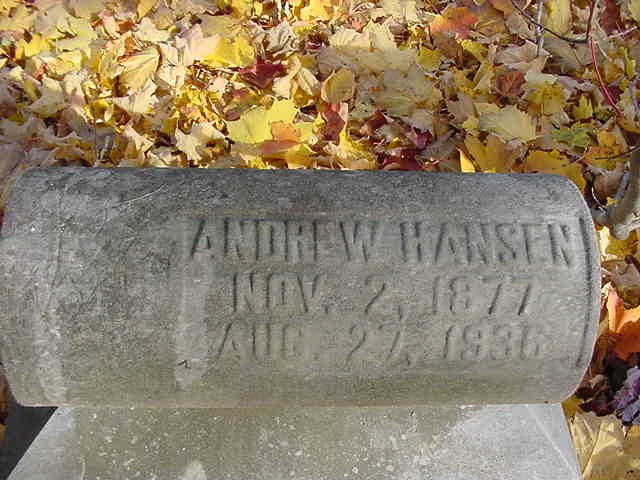 ANDREW HANSEN
NOV. 2, 1877
AUG. 27, 1936